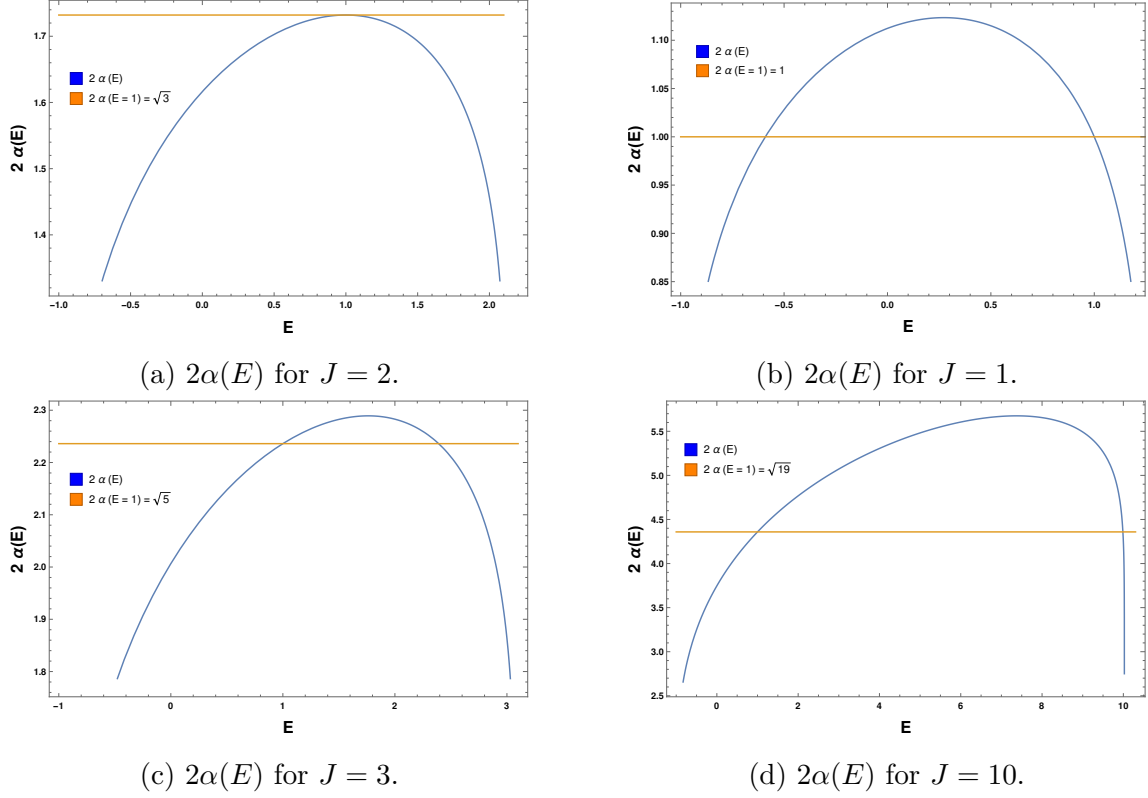 1.7
1.6
1.5
1.4
2 α(E)
2 α (E)
2 α (E = 1) = √3
-1.0 -0.5 0.0 0.5 1.0 1.5 2.0
E
(a) 2α(E) for J = 2.
1.10
1.05
1.00
0.95
0.90
0.85
2 α(E)
2 α (E)
2 α (E = 1) = 1
-1.0 -0.5 0.0 0.5 1.0
E
(b) 2α(E) for J = 1.
2.3
2.2
2.1
2.0
1.9
1.8
2 α(E)
2 α (E)
2 α (E = 1) = √5
-1 0 1 2 3
E
(c) 2α(E) for J = 3.
5.5
5.0
4.5
4.0
3.5
3.0
2.5
2 α(E)
2 α (E)
2 α (E = 1) = √19
0 2 4 6 8 10
E
(d) 2α(E) for J = 10.